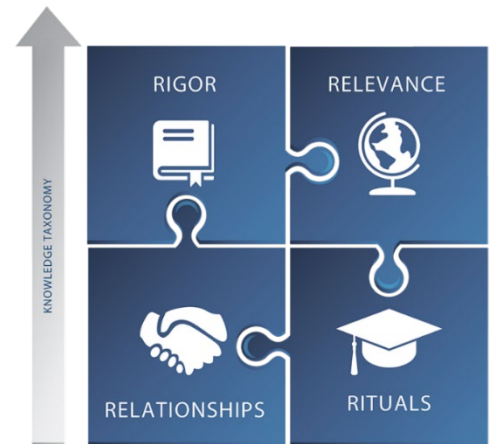 KNOWLEDGE TAXONOMY
RIGOR
RELEVANCE
RELATIONSHIPS
RITUALS